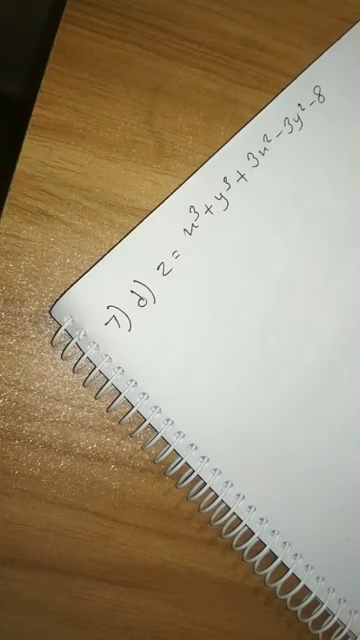 7) d) z = x³ + y³ + 3x² - 3y² - 8